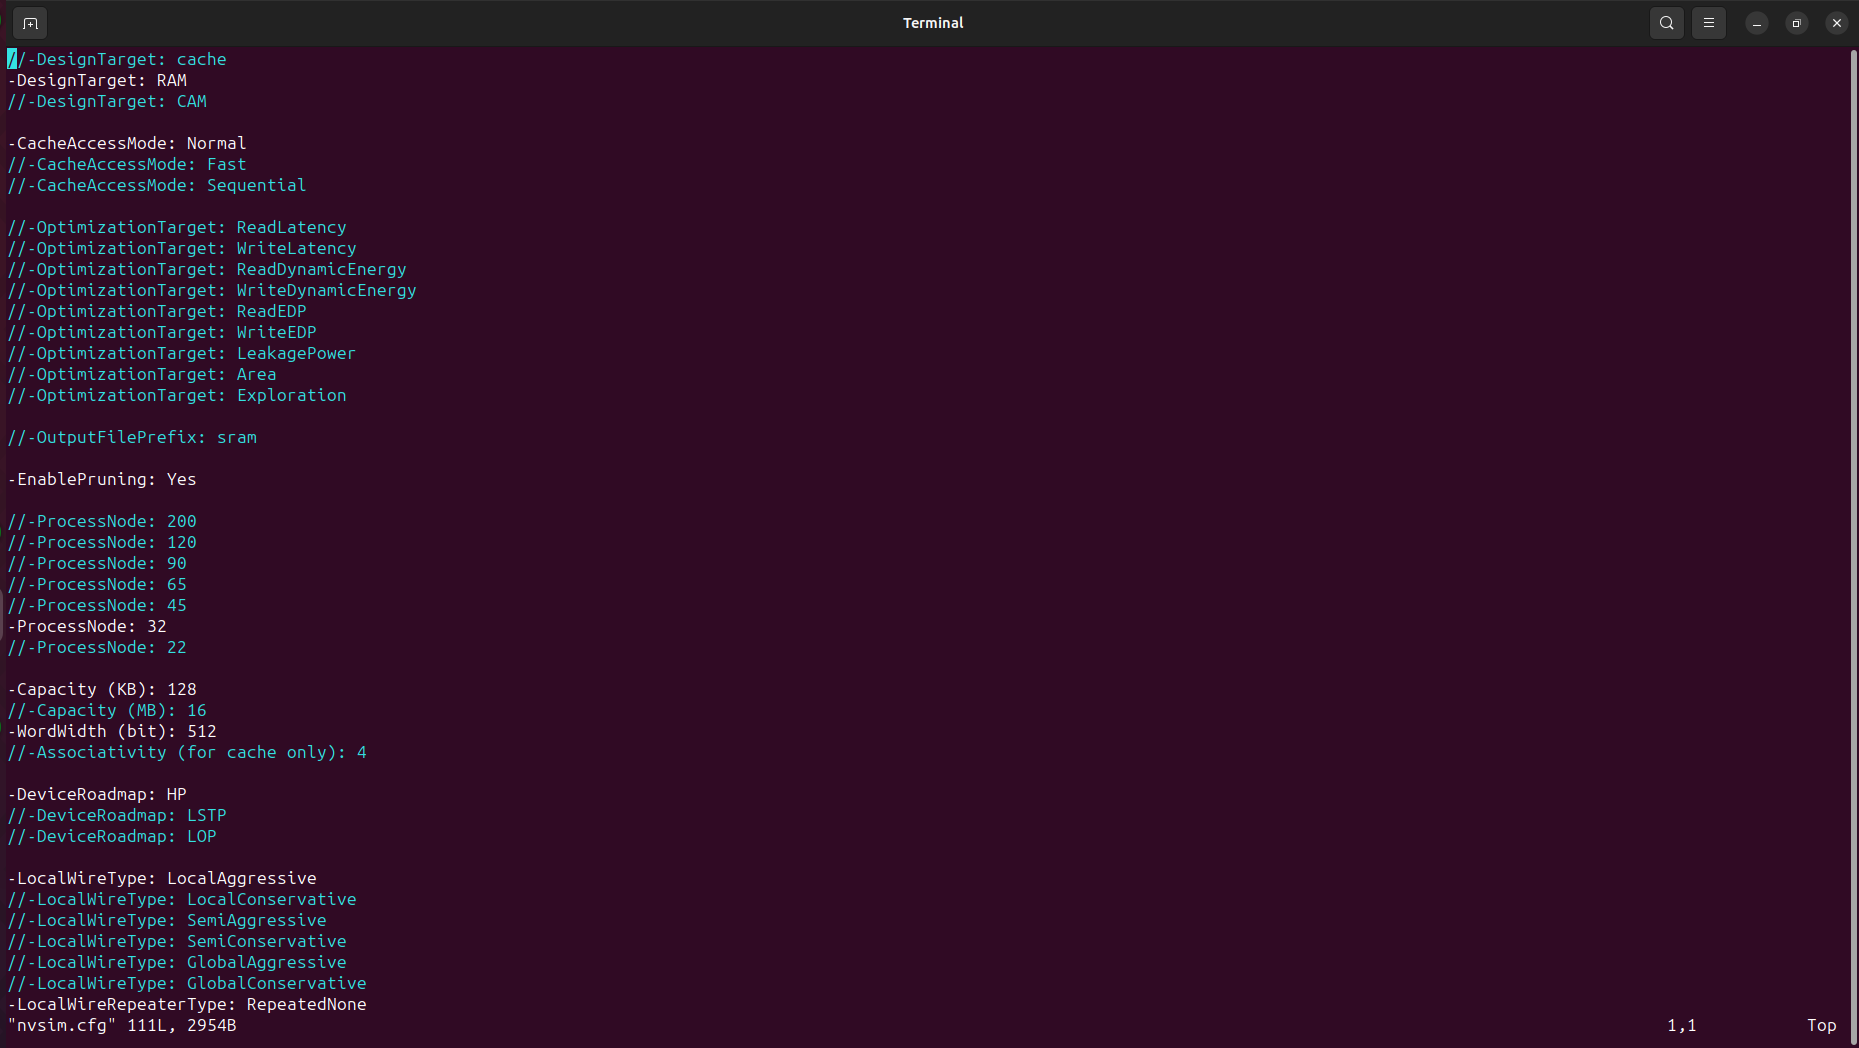 Terminal
//-DesignTarget: cache
-DesignTarget: RAM
//-DesignTarget: CAM
-CacheAccessMode: Normal
//-CacheAccessMode: Fast
//-CacheAccessMode: Sequential
//-OptimizationTarget: ReadLatency
//-OptimizationTarget: WriteLatency
//-OptimizationTarget: ReadDynamicEnergy
//-OptimizationTarget: WriteDynamicEnergy
//-OptimizationTarget: ReadEDP
//-OptimizationTarget: WriteEDP
//-OptimizationTarget: LeakagePower
//-OptimizationTarget: Area
//-OptimizationTarget: Exploration
//-OutputFilePrefix: sram
-EnablePruning: Yes
//-ProcessNode: 200
//-ProcessNode: 120
//-ProcessNode: 90
//-ProcessNode: 65
//-ProcessNode: 45
-ProcessNode: 32
//-ProcessNode: 22
-Capacity (KB): 128
//-Capacity (MB): 16
-WordWidth (bit): 512
//-Associativity (for cache only): 4
-DeviceRoadmap: HP
//-DeviceRoadmap: LSTP
//-DeviceRoadmap: LOP
-LocalWireType: LocalAggressive
//-LocalWireType: LocalConservative
//-LocalWireType: SemiAggressive
//-LocalWireType: SemiConservative
//-LocalWireType: GlobalAggressive
//-LocalWireType: GlobalConservative
-LocalWireRepeaterType: RepeatedNone
"nvsim.cfg" 111L, 2954B 1,1 Top